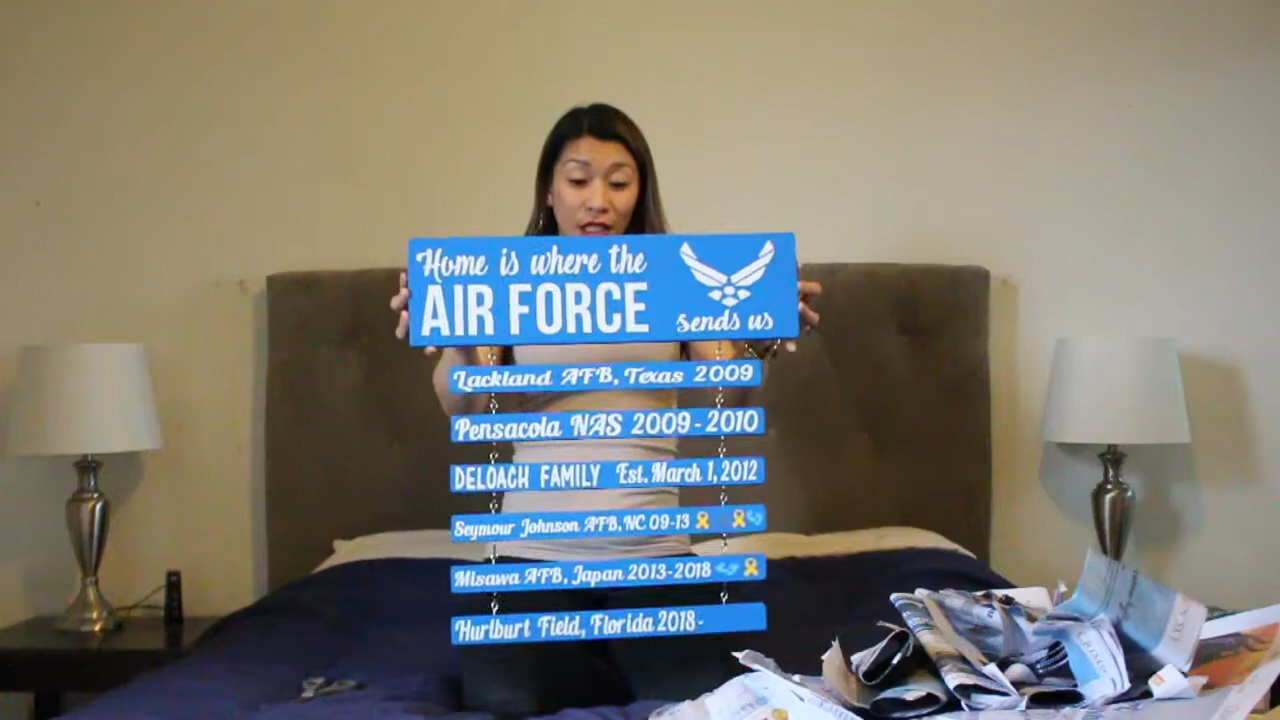 Home is where the
AIR FORCE
sends us
Lackland AFB, Texas 2009
Pensacola NAS 2009-2010
DELOACH FAMILY Est. March 1, 2012
Seymour Johnson AFB, NC 09-13
Misawa AFB, Japan 2013-2018
Hurlburt Field, Florida 2018-